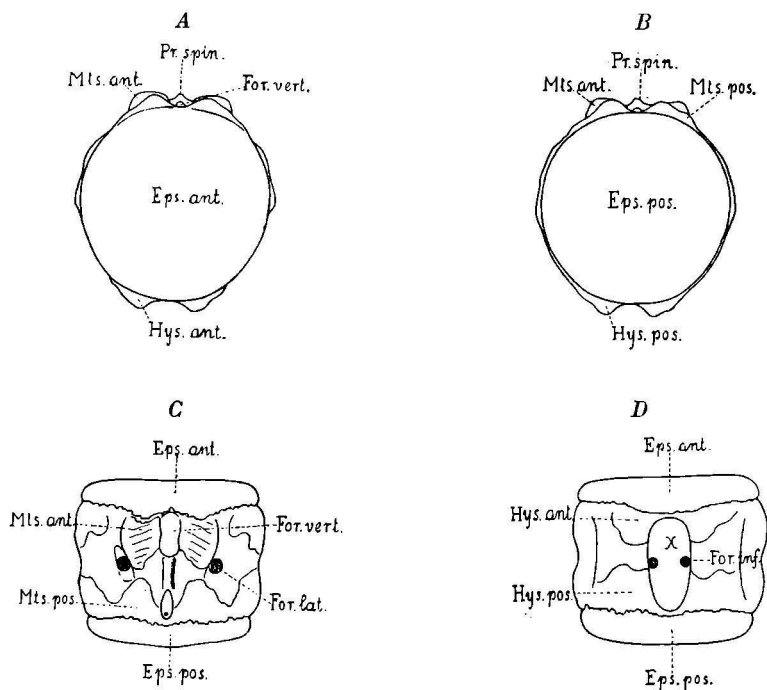 A
Pr. spin.
Mts. ant.
For. vert.
Eps. ant.
Hys. ant.
B
Pr. spin.
Mts. ant.
Mts. pos.
Eps. pos.
Hys. pos.
C
Eps. ant.
Mts. ant.
For. vert.
Mts. pos.
For. lat.
Eps. pos.
D
Eps. ant.
Hys. ant.
X
For. inf.
Hys. pos.
Eps. pos.